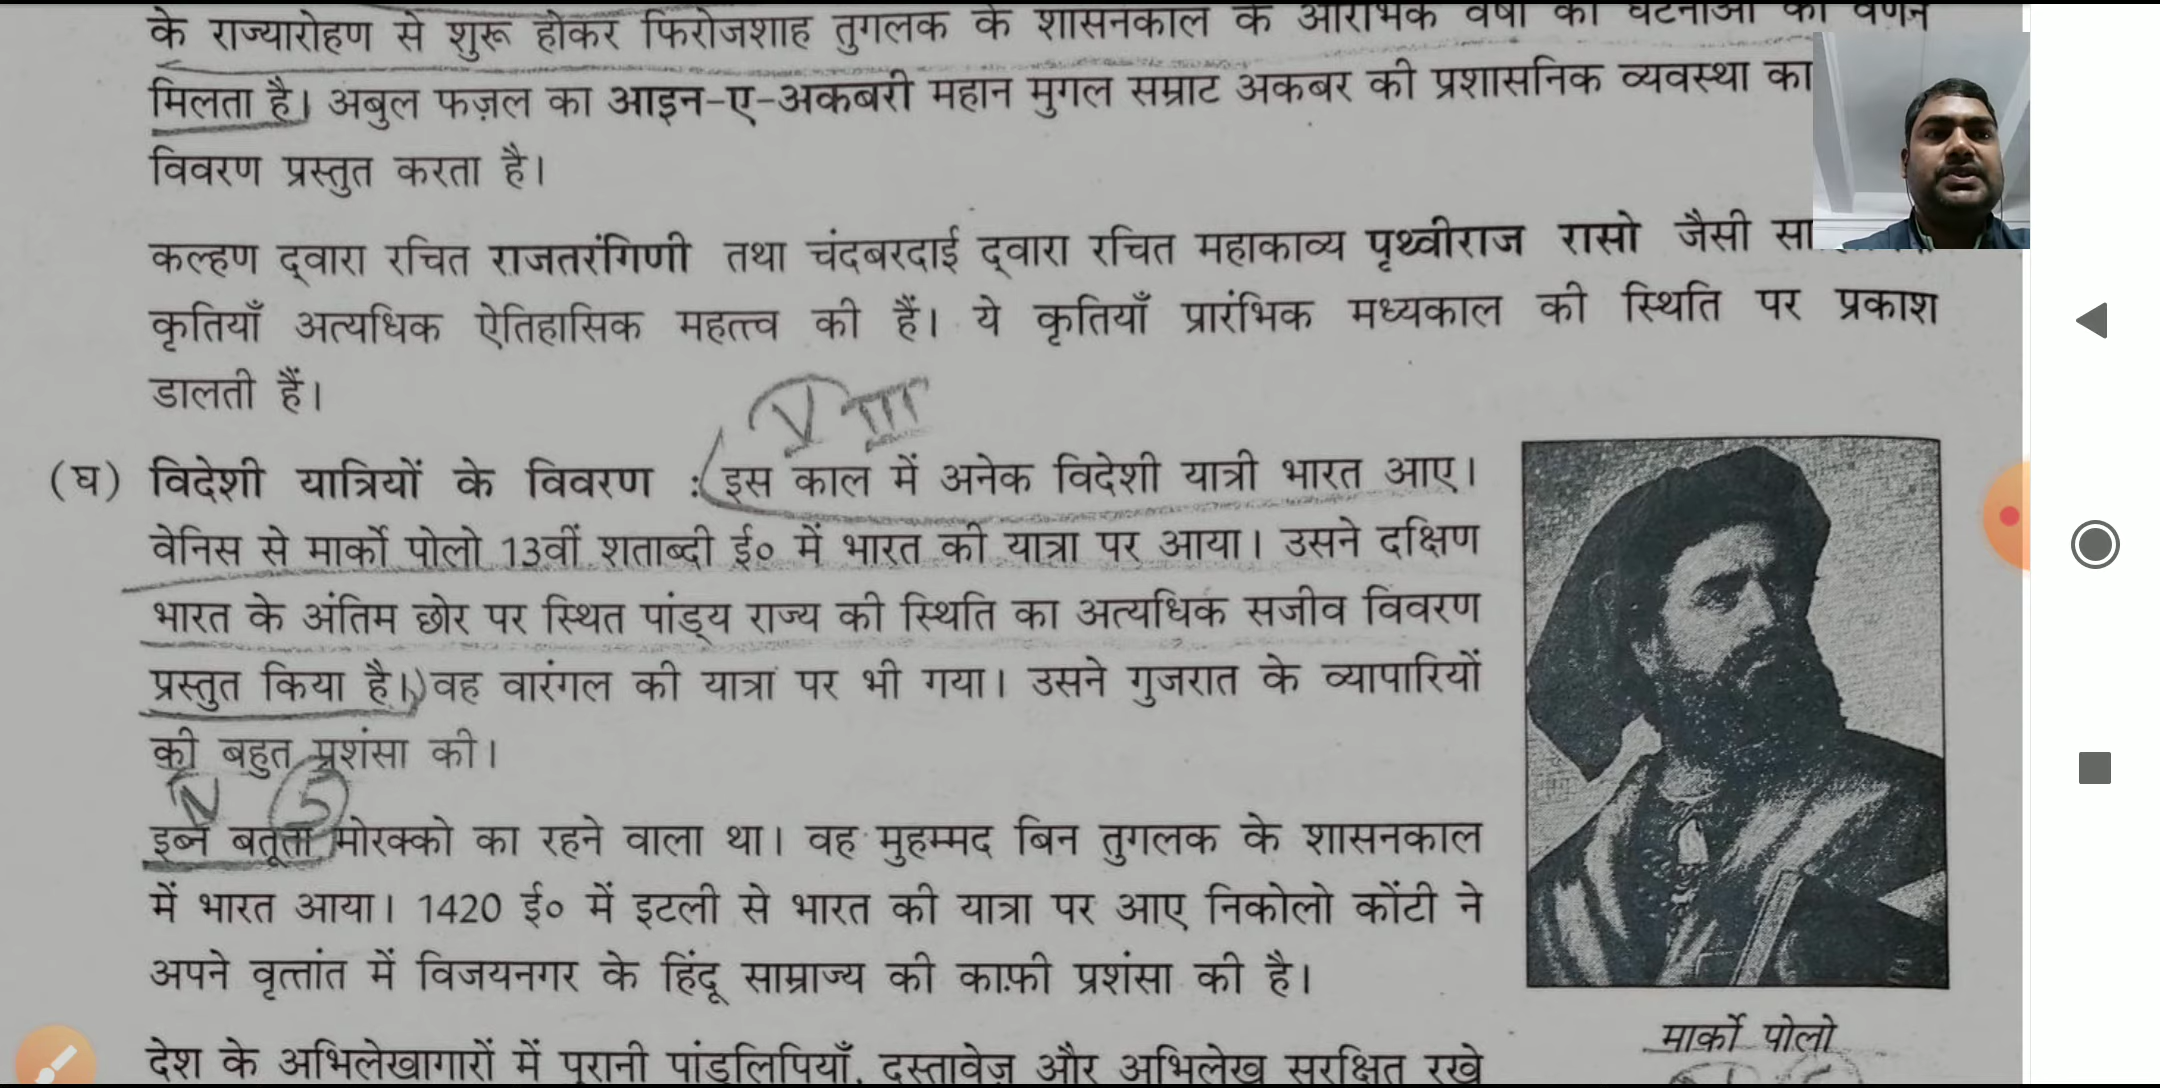 के राज्यारोहण से शुरू होकर फिरोजशाह तुगलक के शासनकाल के आरंभिक वर्षों की घटनाओं का वर्णन
मिलता है। अबुल फज़ल का आइन-ए-अकबरी महान मुगल सम्राट अकबर की प्रशासनिक व्यवस्था का
विवरण प्रस्तुत करता है।
कल्हण द्वारा रचित राजतरंगिणी तथा चंदबरदाई द्वारा रचित महाकाव्य पृथ्वीराज रासो जैसी
कृतियाँ अत्यधिक ऐतिहासिक महत्त्व की हैं। ये कृतियाँ प्रारंभिक मध्यकाल की स्थिति पर प्रकाश
डालती हैं।
V III
(घ) विदेशी यात्रियों के विवरण : इस काल में अनेक विदेशी यात्री भारत आए।
वेनिस से मार्को पोलो 13वीं शताब्दी ई० में भारत की यात्रा पर आया। उसने दक्षिण
भारत के अंतिम छोर पर स्थित पांड्य राज्य की स्थिति का अत्यधिक सजीव विवरण
प्रस्तुत किया है। वह वारंगल की यात्रा पर भी गया। उसने गुजरात के व्यापारियों
की बहुत प्रशंसा की।
N 5
इब्न बतूता मोरक्को का रहने वाला था। वह मुहम्मद बिन तुगलक के शासनकाल
में भारत आया। 1420 ई० में इटली से भारत की यात्रा पर आए निकोलो कोंटी ने
अपने वृत्तांत में विजयनगर के हिंदू साम्राज्य की काफ़ी प्रशंसा की है।
मार्को पोलो
देश के अभिलेखागारों में पुरानी पांडुलिपियाँ, दस्तावेज़ और अभिलेख सुरक्षित रखे